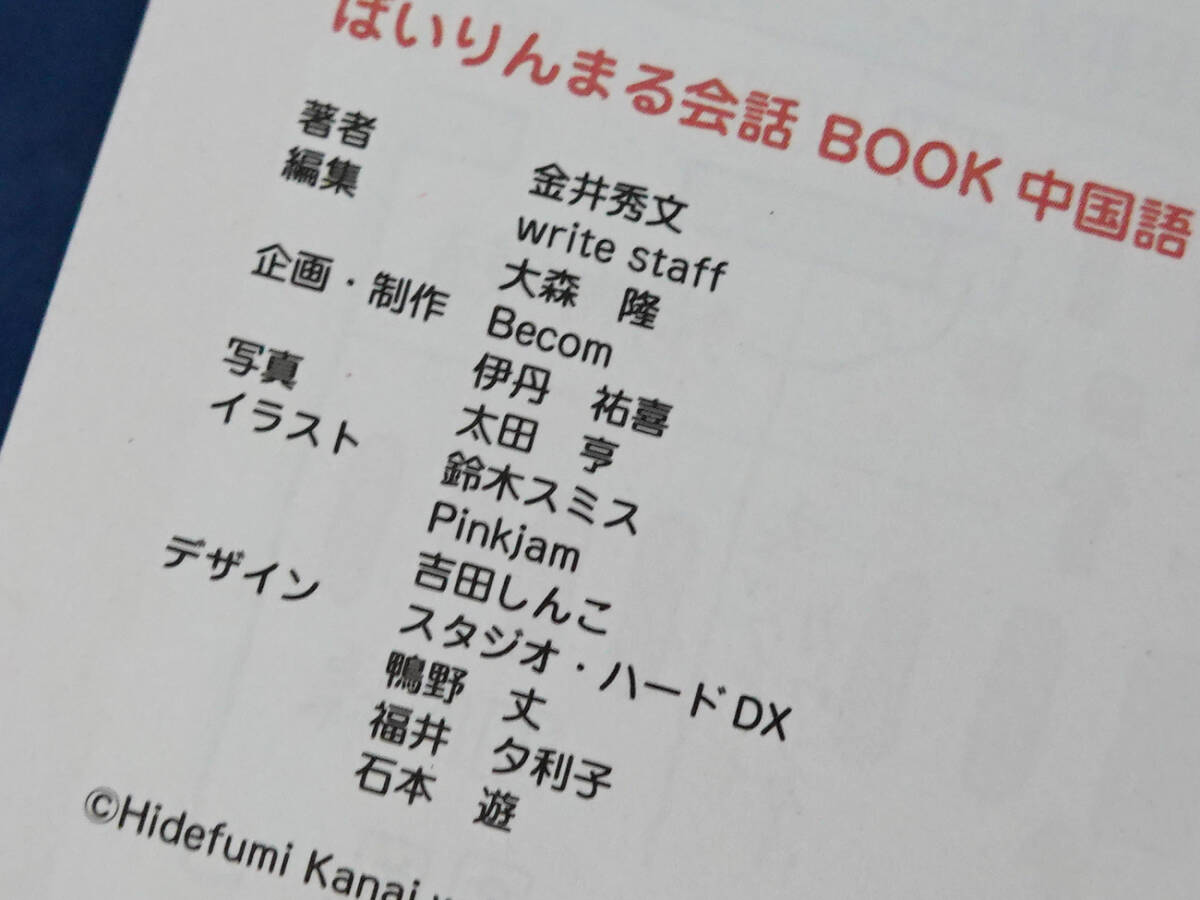 ばいりんまる会話 BOOK 中国語
著者 金井秀文
編集 write staff
大森 隆
企画・制作 Becom
伊丹 祐喜
写真 太田 亨
イラスト 鈴木スミス
Pinkjam
吉田しんこ
デザイン スタジオ・ハードDX
鴨野 丈
福井 夕利子
石本 遊
©Hidefumi Kanai